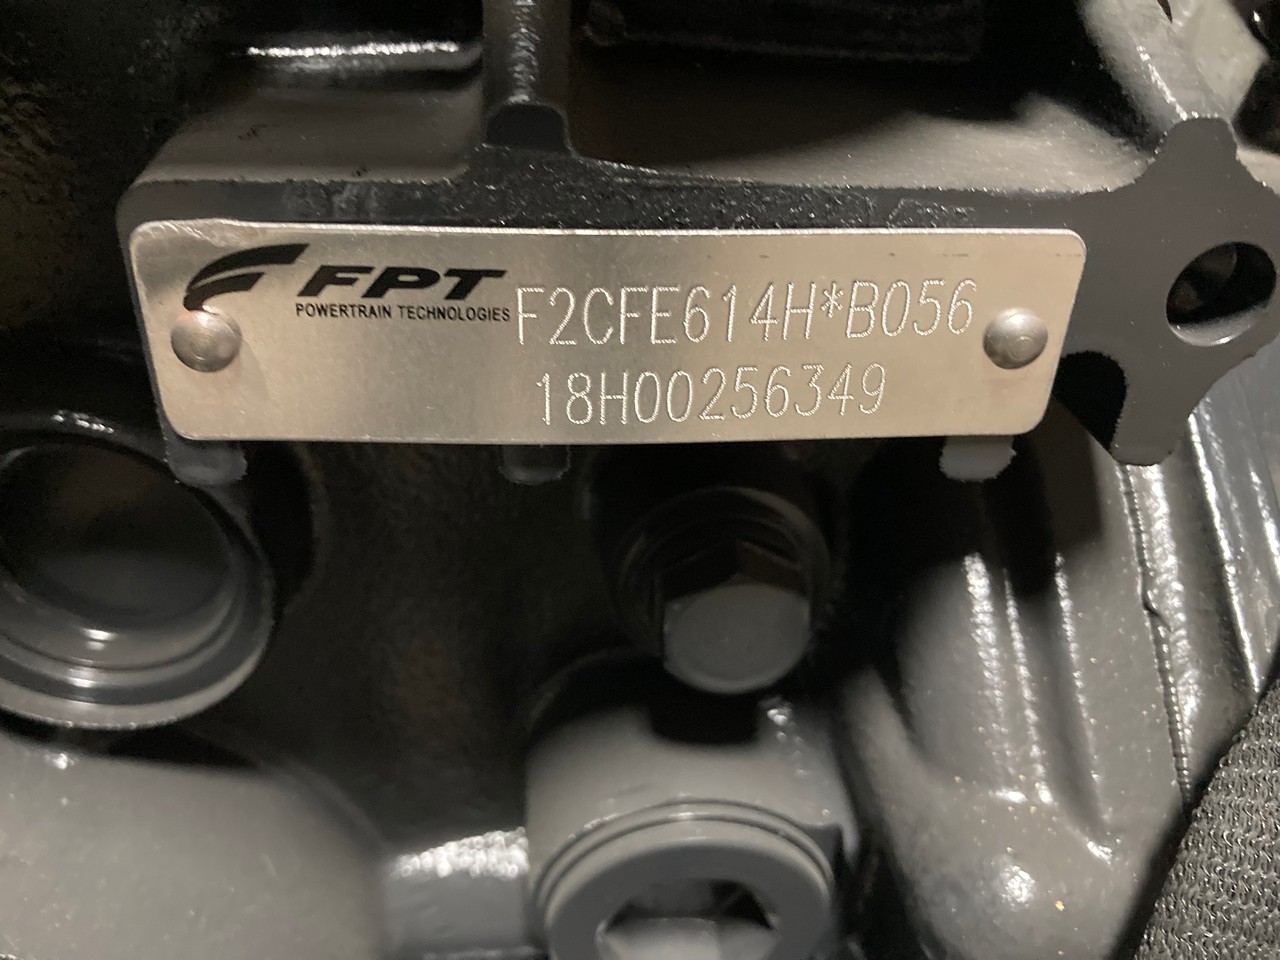 FPT
POWERTRAIN TECHNOLOGIES
F2CFE614H*B056
18H00256349